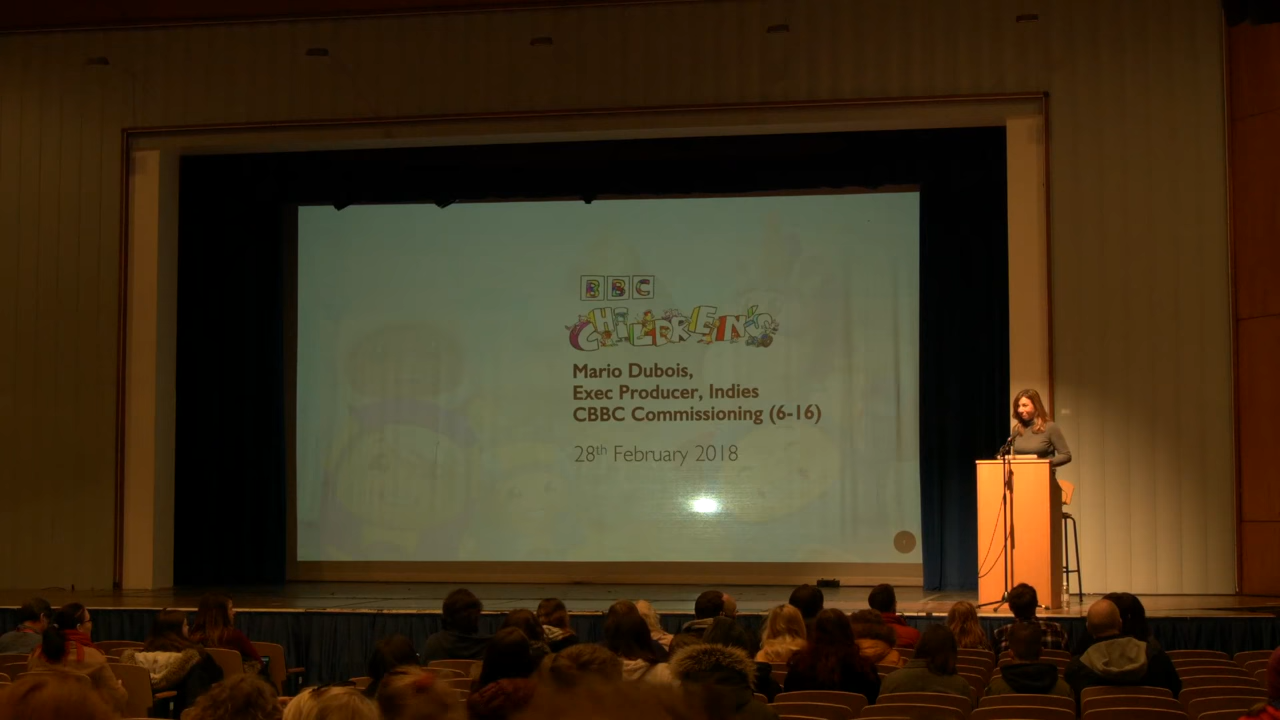 BBC
CHILDREN'S
Mario Dubois,
Exec Producer, Indies
CBBC Commissioning (6-16)
28th February 2018